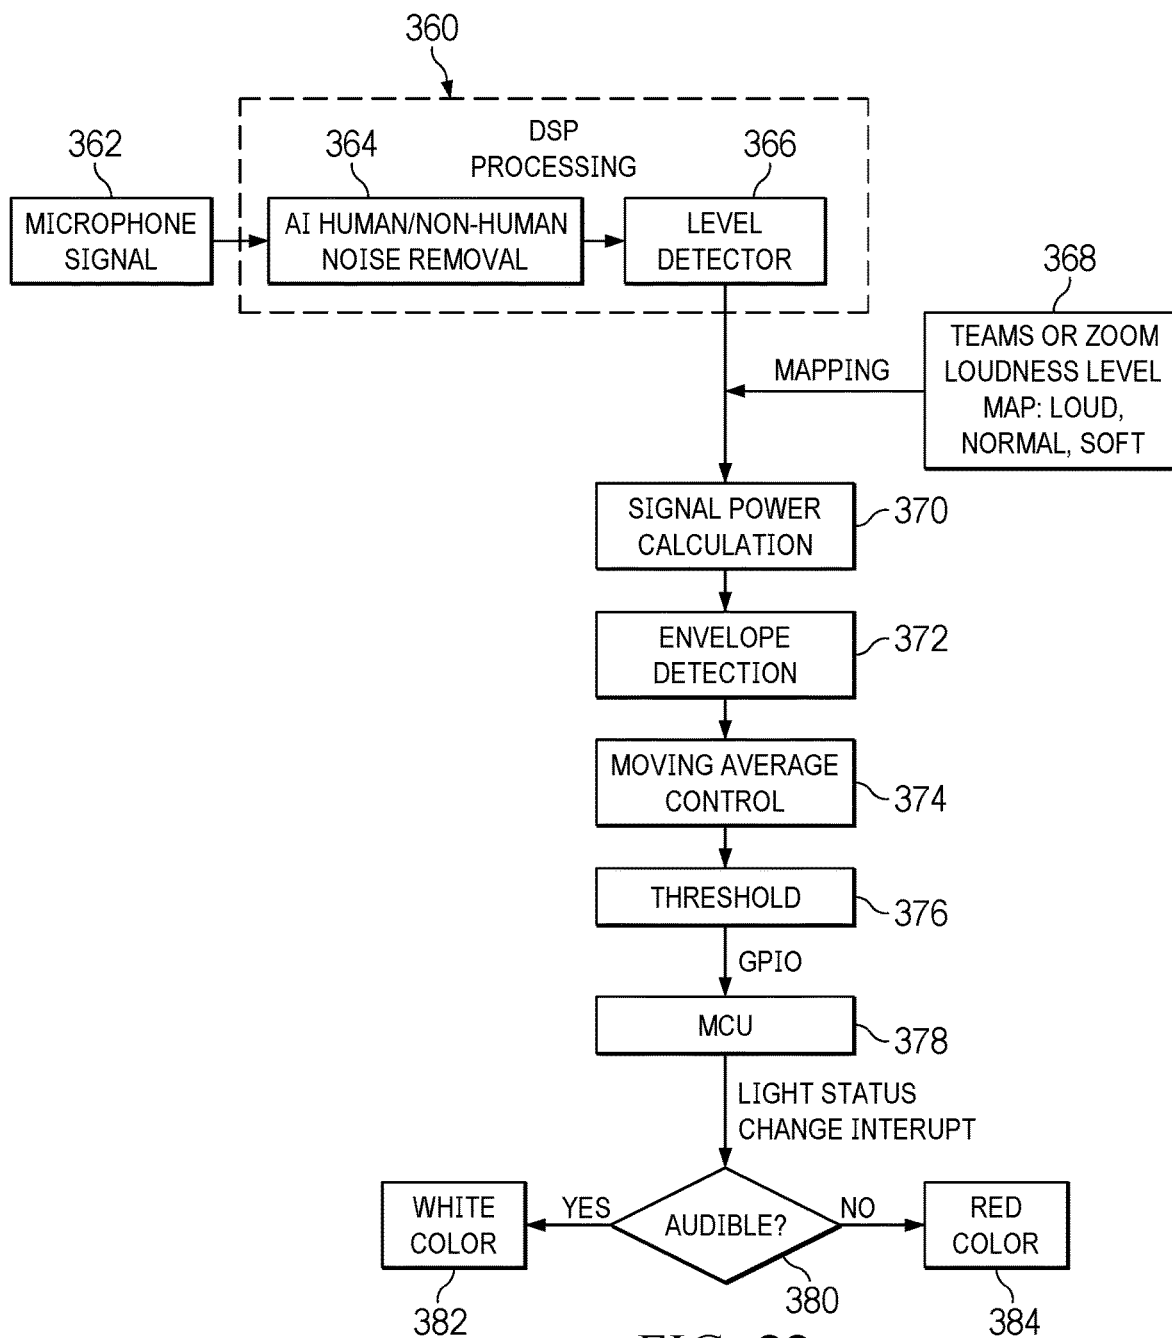 360
DSP
PROCESSING
362
364
366
MICROPHONE
SIGNAL
AI HUMAN/NON-HUMAN
NOISE REMOVAL
LEVEL
DETECTOR
368
TEAMS OR ZOOM
LOUDNESS LEVEL
MAP: LOUD,
NORMAL, SOFT
MAPPING
SIGNAL POWER
CALCULATION
370
ENVELOPE
DETECTION
372
MOVING AVERAGE
CONTROL
374
THRESHOLD
376
GPIO
MCU
378
LIGHT STATUS
CHANGE INTERUPT
WHITE
COLOR
YES
AUDIBLE?
NO
RED
COLOR
382
380
384